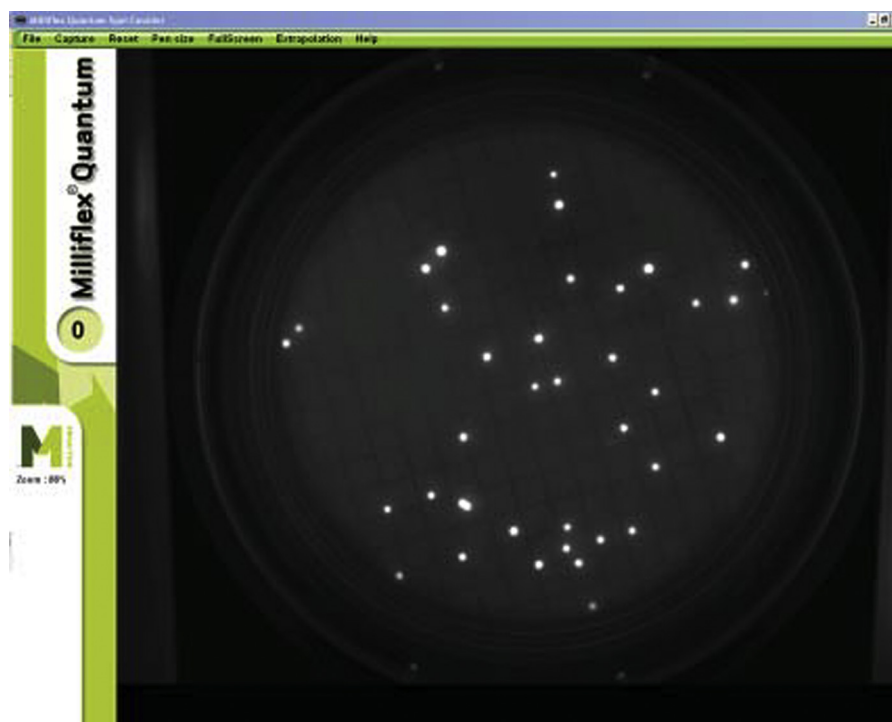 File Capture Reset Pen size FullScreen Extrapolation Help
Milliflex® Quantum
0
M
Zoom : 80%